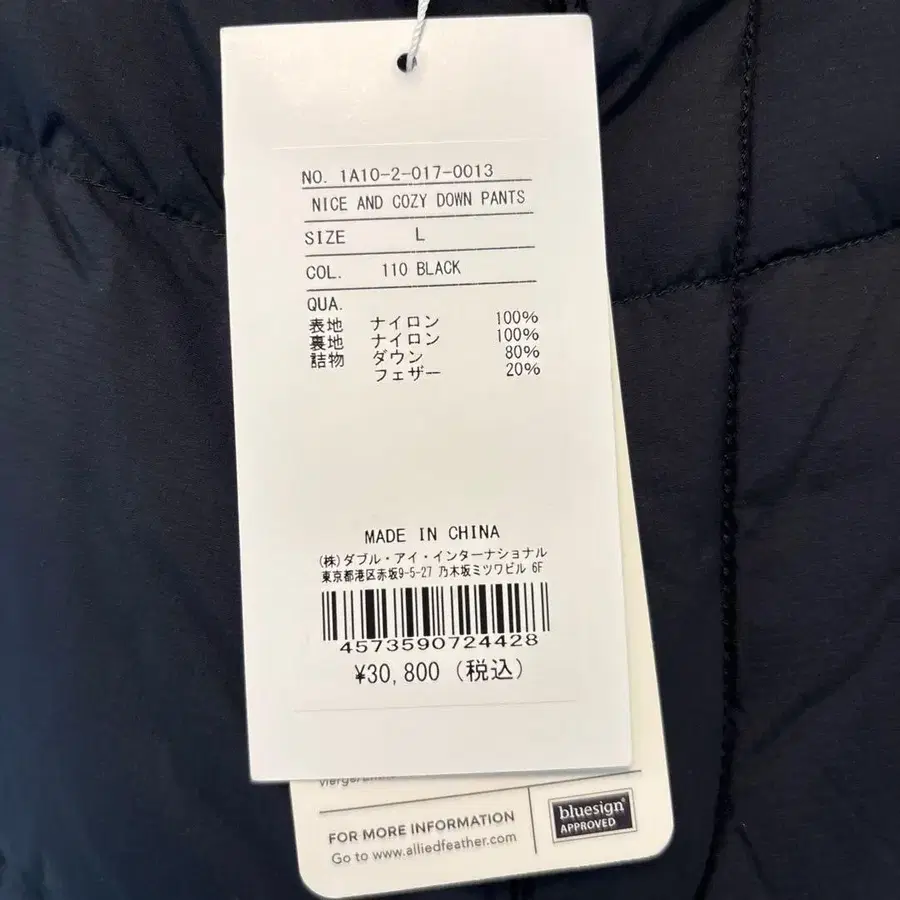 NO. 1A10-2-017-0013
NICE AND COZY DOWN PANTS
SIZE L
COL. 110 BLACK
QUA.
表地 ナイロン 100%
裏地 ナイロン 100%
詰物 ダウン 80%
フェザー 20%
MADE IN CHINA
(株)ダブル・アイ・インターナショナル
東京都港区赤坂9-5-27 乃木坂ミツワビル 6F
4573590724428
¥30,800 (税込)
FOR MORE INFORMATION
Go to www.alliedfeather.com
bluesign®
APPROVED